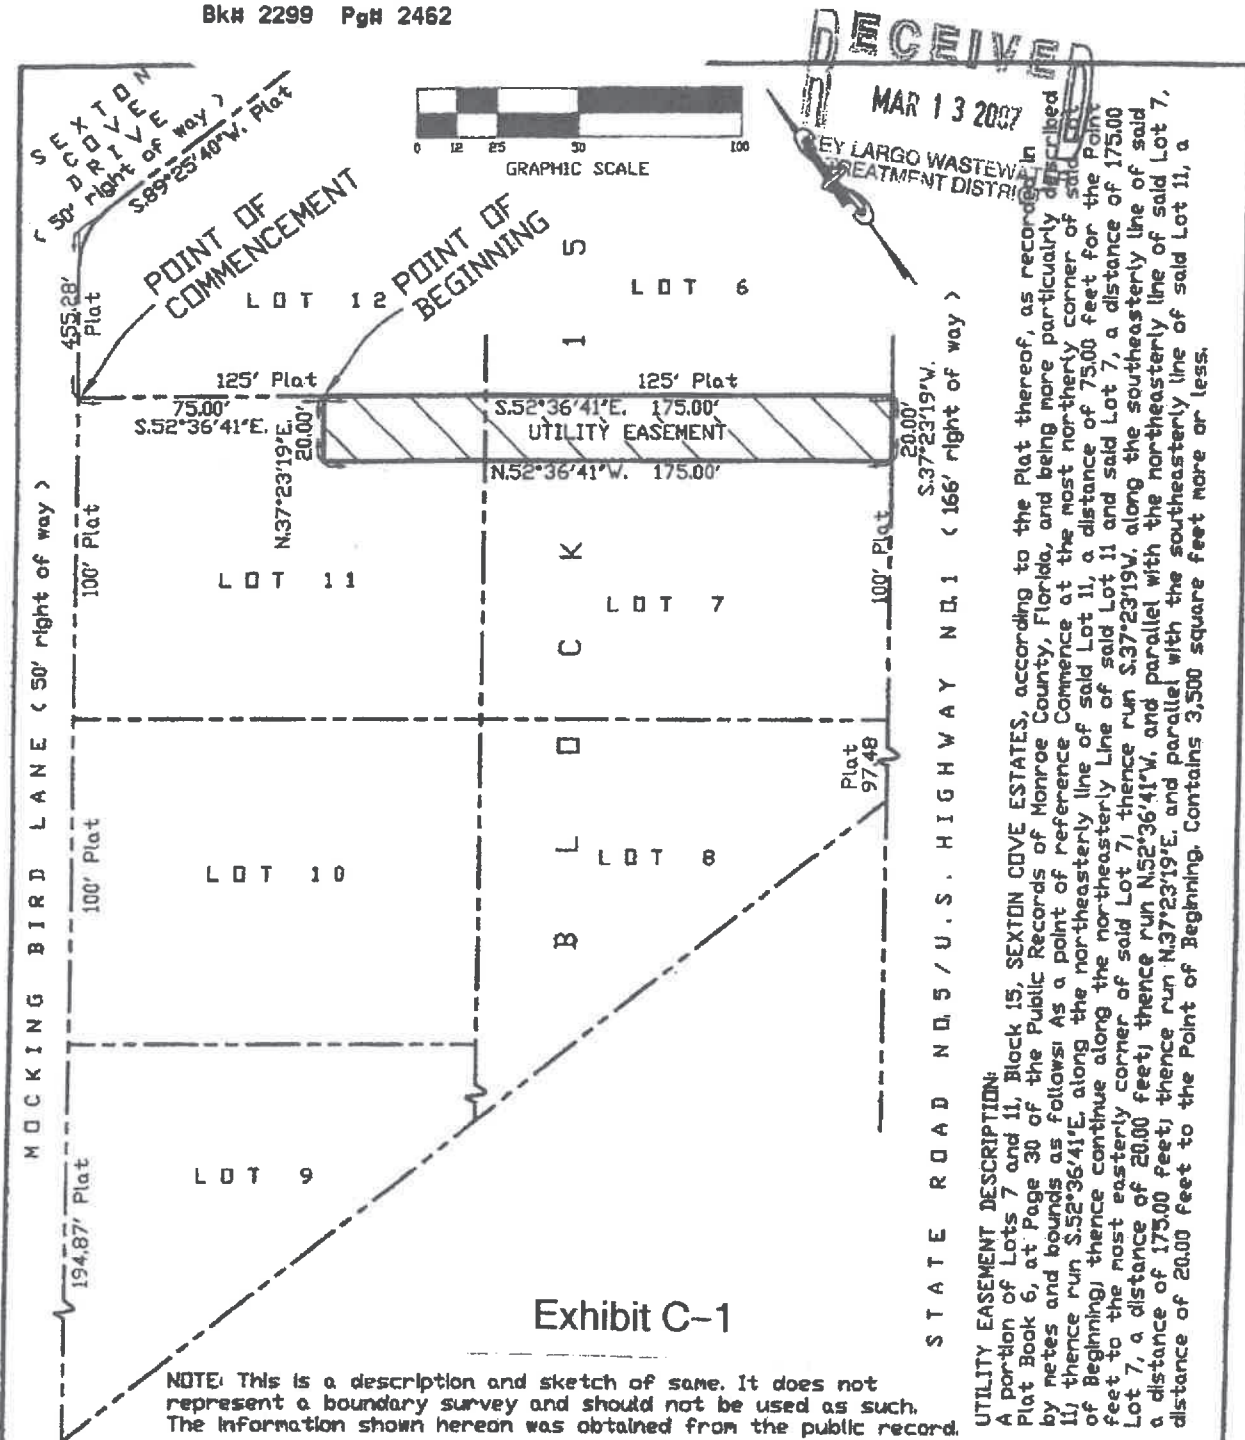 Bk# 2299 Pg# 2462
RECEIVED
MAR 13 2007
EY LARGO WASTEWA
TREATMENT DISTRI
SEXTON
COVE
DRIVE
( 50' right of way )
S.89°25'40"W. Plat
0 12 25 50 100
GRAPHIC SCALE
POINT OF
COMMENCEMENT
POINT OF
BEGINNING
455.28'
Plat
LOT 12
LOT 6
125' Plat
125' Plat
75.00'
S.52°36'41"E.
N.37°23'19"E.
20.00'
S.52°36'41"E. 175.00'
UTILITY EASEMENT
N.52°36'41"W. 175.00'
20.00'
S.37°23'19"W.
100' Plat
LOT 11
LOT 7
100' Plat
BLOCK 15
MOCKING BIRD LANE ( 50' right of way )
STATE ROAD NO.5/U.S. HIGHWAY NO.1 ( 166' right of way )
Plat
97.48
100' Plat
LOT 10
LOT 8
LOT 9
194.87' Plat
Exhibit C-1
NOTE: This is a description and sketch of same. It does not
represent a boundary survey and should not be used as such.
The information shown hereon was obtained from the public record.
UTILITY EASEMENT DESCRIPTION:
A portion of Lots 7 and 11, Block 15, SEXTON COVE ESTATES, according to the Plat thereof, as recorded in
Plat Book 6, at Page 30 of the Public Records of Monroe County, Florida, and being more particualrly described
by metes and bounds as follows: As a point of reference Commence at the most northerly corner of said Lot
11; thence run S.52°36'41"E. along the northeasterly line of said Lot 11, a distance of 75.00 feet for the Point
of Beginning; thence continue along the northeasterly Line of said Lot 11 and said Lot 7, a distance of 175.00
feet to the most easterly corner of said Lot 7; thence run S.37°23'19W. along the southeasterly line of said
Lot 7, a distance of 20.00 feet; thence run N.52°36'41"W. and parallel with the northeasterly line of said Lot 7,
a distance of 175.00 feet; thence run N.37°23'19"E. and parallel with the southeasterly line of said Lot 11, a
distance of 20.00 feet to the Point of Beginning. Contains 3,500 square feet more or less.